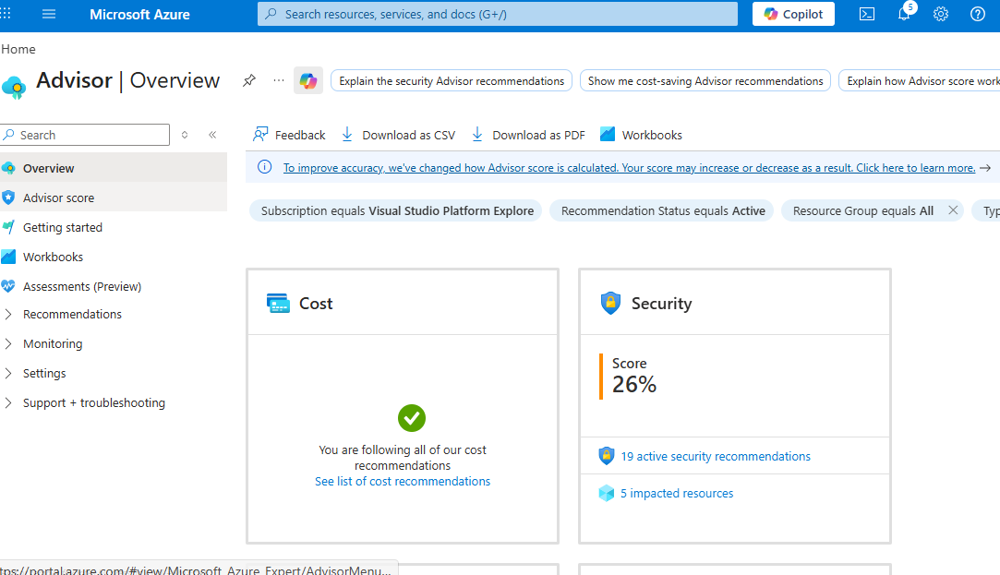 Microsoft Azure
Search resources, services, and docs (G+/)
Copilot
5
Home
Advisor | Overview
...
Explain the security Advisor recommendations
Show me cost-saving Advisor recommendations
Explain how Advisor score work
Search
Feedback
Download as CSV
Download as PDF
Workbooks
To improve accuracy, we've changed how Advisor score is calculated. Your score may increase or decrease as a result. Click here to learn more. →
Subscription equals Visual Studio Platform Explore
Recommendation Status equals Active
Resource Group equals All
Typ
Overview
Advisor score
Getting started
Workbooks
Assessments (Preview)
Recommendations
Monitoring
Settings
Support + troubleshooting
Cost
You are following all of our cost
recommendations
See list of cost recommendations
Security
Score
26%
19 active security recommendations
5 impacted resources
tps://portal.azure.com/#view/Microsoft_Azure_Expert/AdvisorMenu...